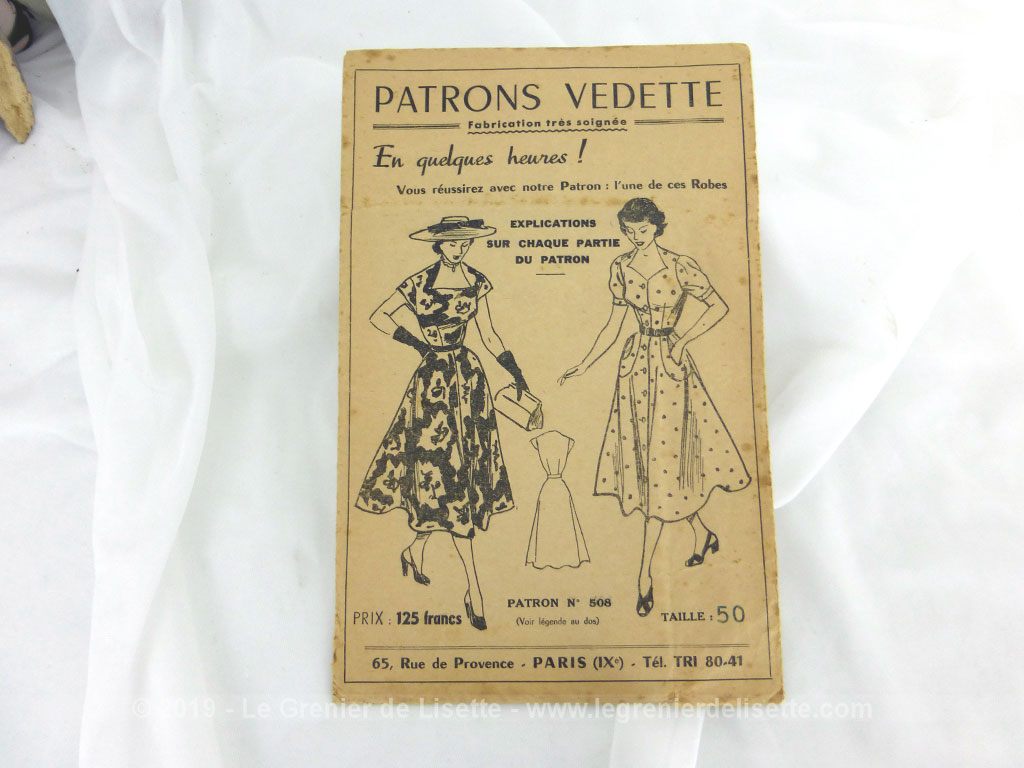 PATRONS VEDETTE
Fabrication très soignée
En quelques heures !
Vous réussirez avec notre Patron : l'une de ces Robes
EXPLICATIONS
SUR CHAQUE PARTIE
DU PATRON
PRIX : 125 francs
PATRON N° 508
(Voir légende au dos)
TAILLE : 50
65, Rue de Provence - PARIS (IXe) - Tél. TRI 80-41
© 2019 - Le Grenier de Lisette - www.legrenierdelisette.com